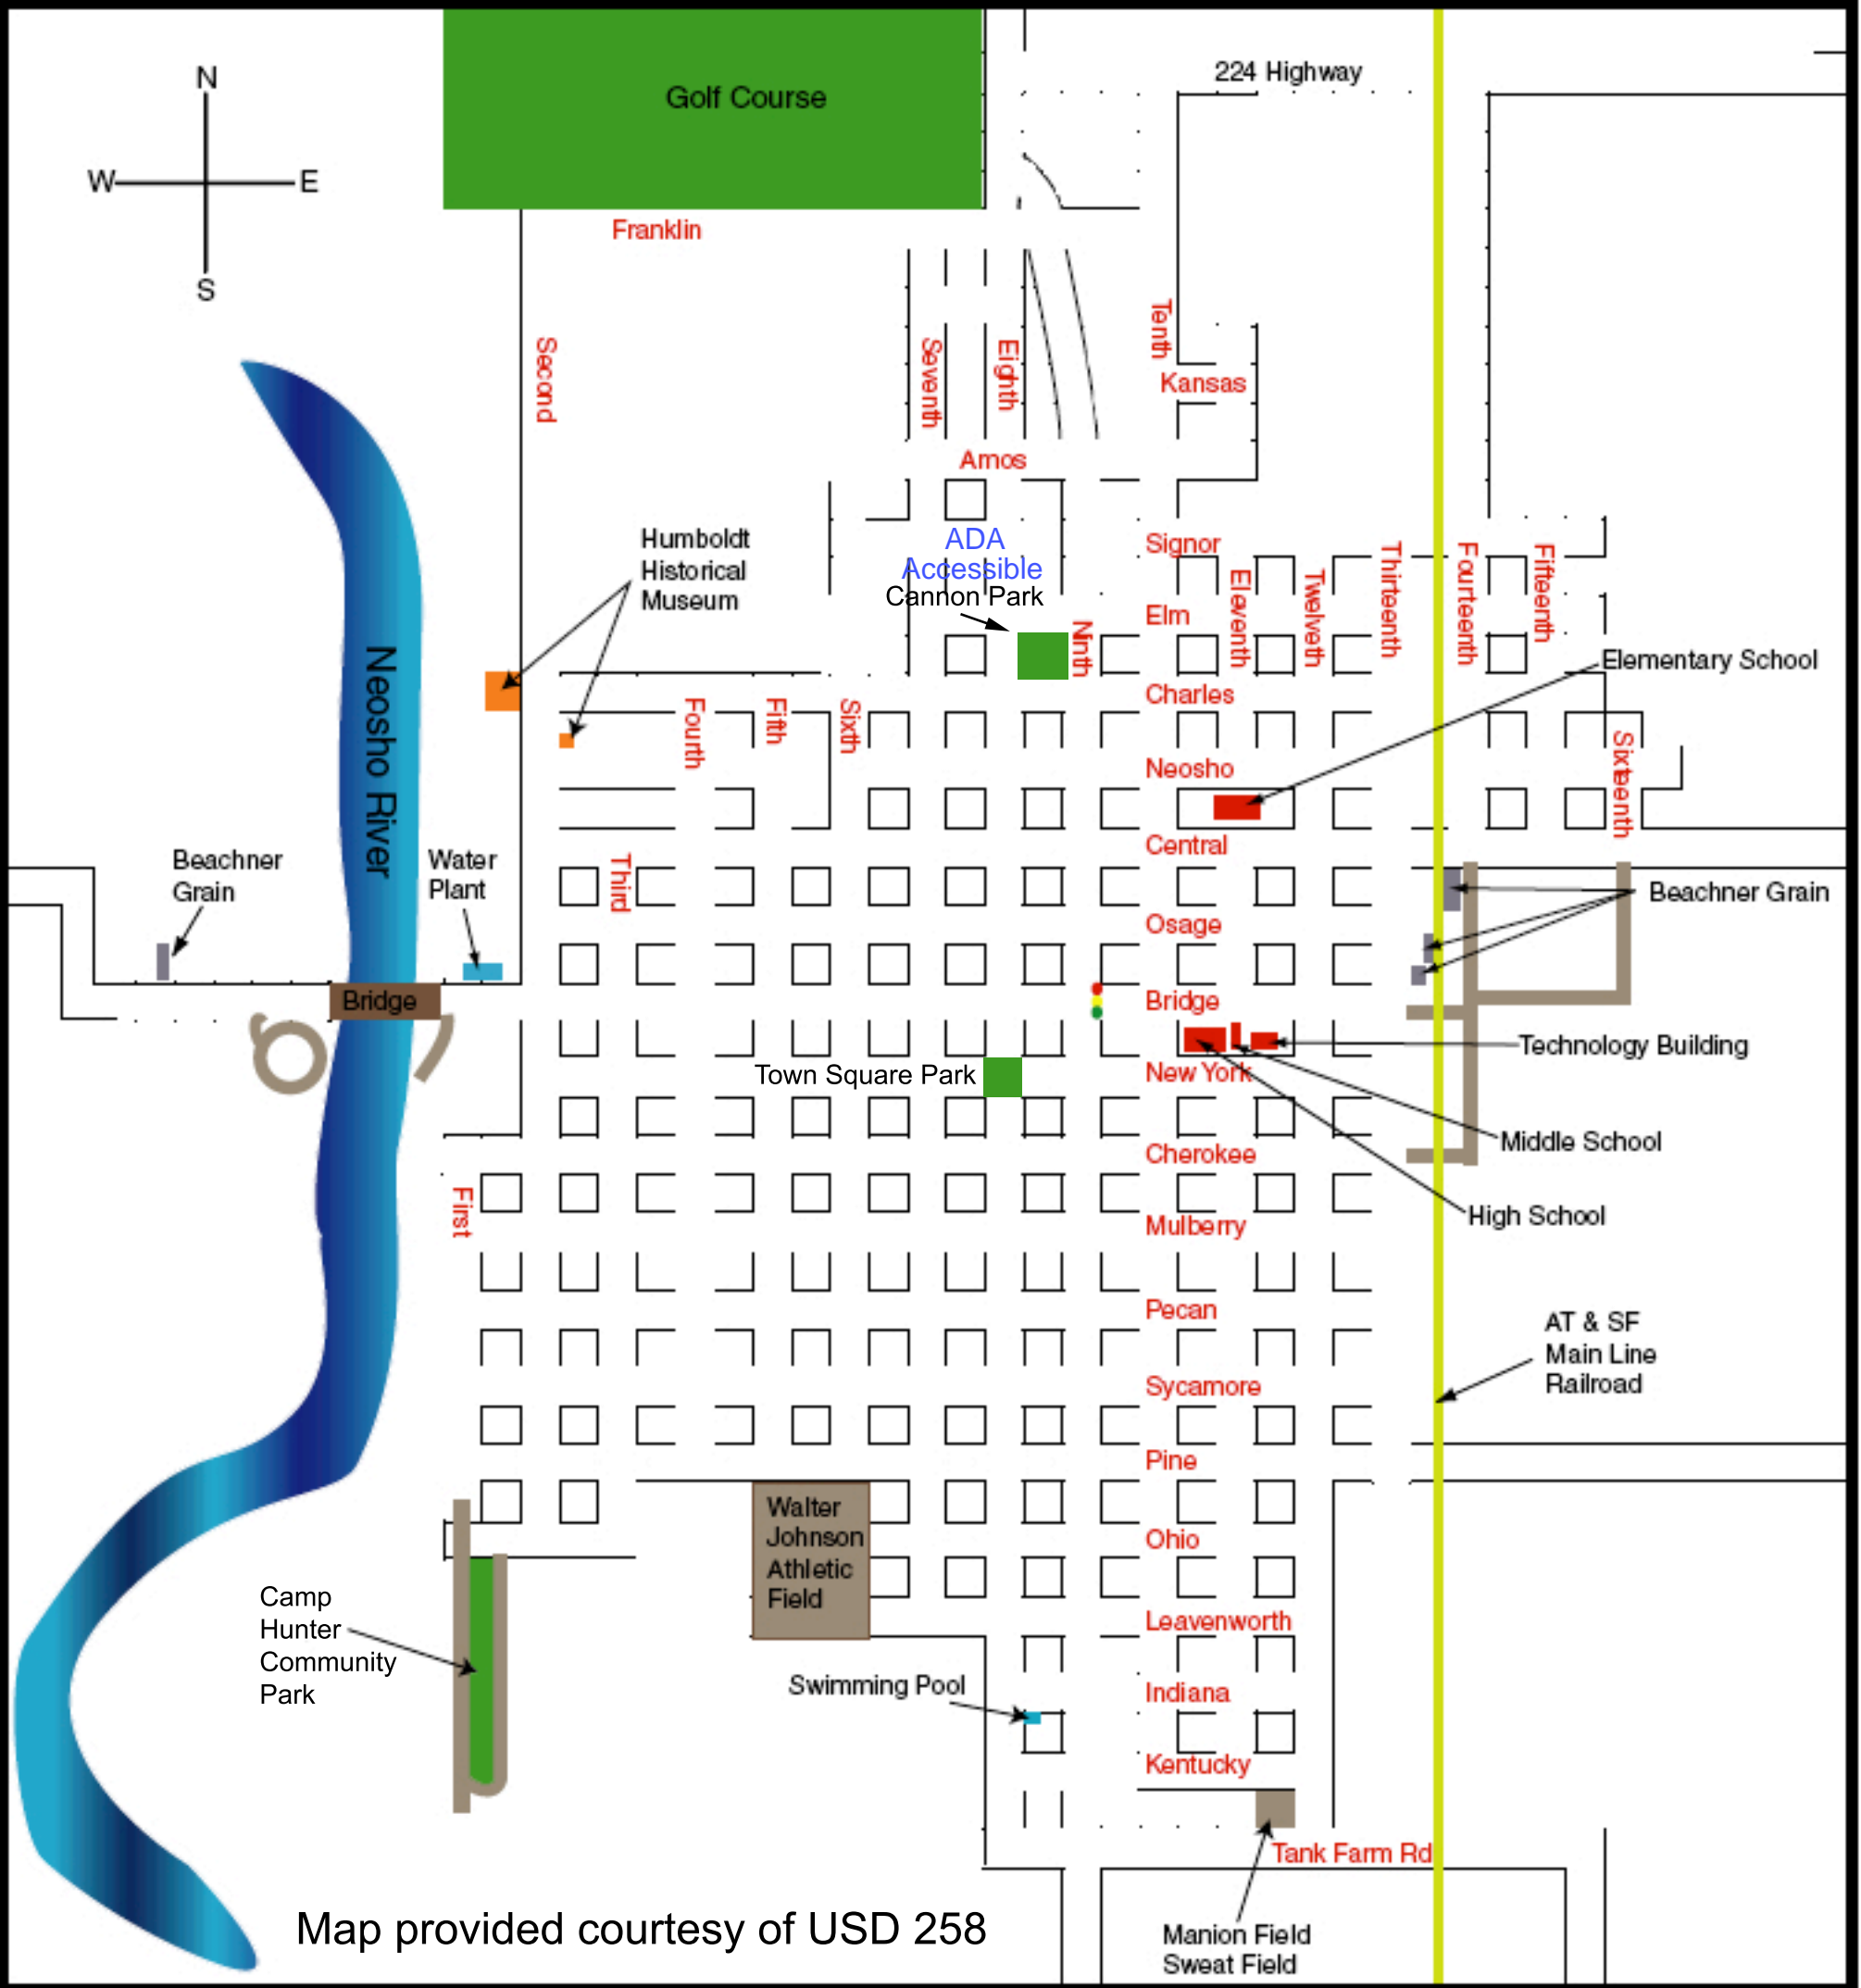 224 Highway
N
Golf Course
W
E
S
Franklin
Second
Seventh
Eighth
Tenth
Kansas
Amos
Humboldt
Historical
Museum
ADA
Accessible
Cannon Park
Signor
Elm
Ninth
Eleventh
Twelveth
Thirteenth
Fourteenth
Fifteenth
Elementary School
Neosho River
Charles
Fourth
Fifth
Sixth
Sixteenth
Neosho
Central
Beachner
Grain
Water
Plant
Third
Beachner Grain
Osage
Bridge
Bridge
Technology Building
Town Square Park
New York
Middle School
Cherokee
First
High School
Mulberry
Pecan
AT & SF
Main Line
Railroad
Sycamore
Pine
Walter
Johnson
Athletic
Field
Ohio
Camp
Hunter
Community
Park
Leavenworth
Swimming Pool
Indiana
Kentucky
Tank Farm Rd
Map provided courtesy of USD 258
Manion Field
Sweat Field